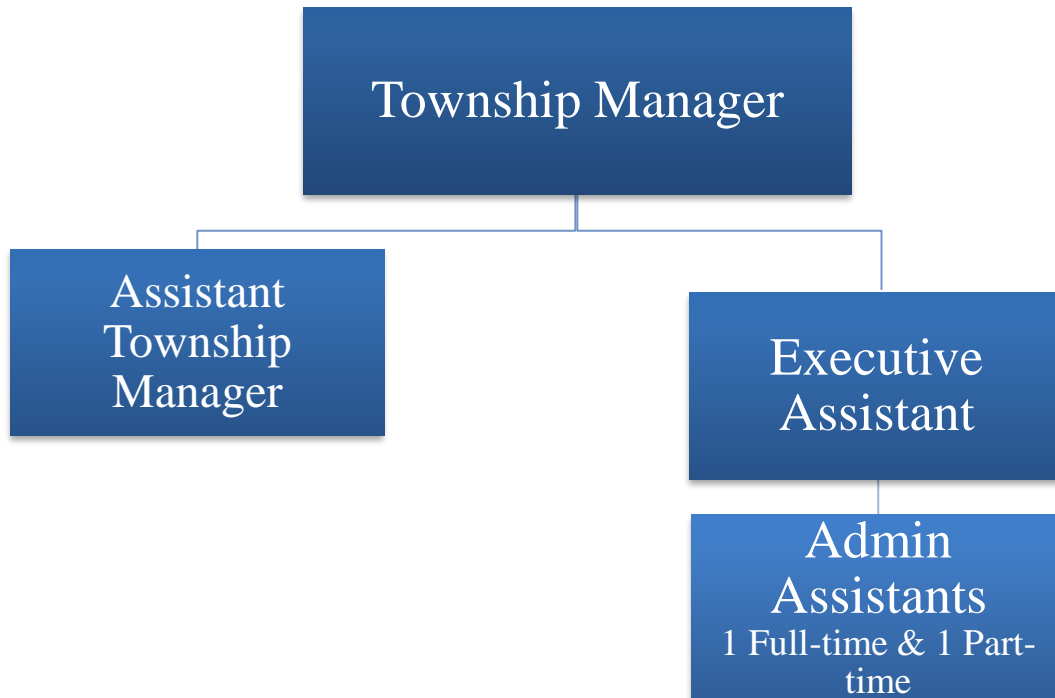 Township Manager
Assistant
Township
Manager
Executive
Assistant
Admin
Assistants
1 Full-time & 1 Part-
time